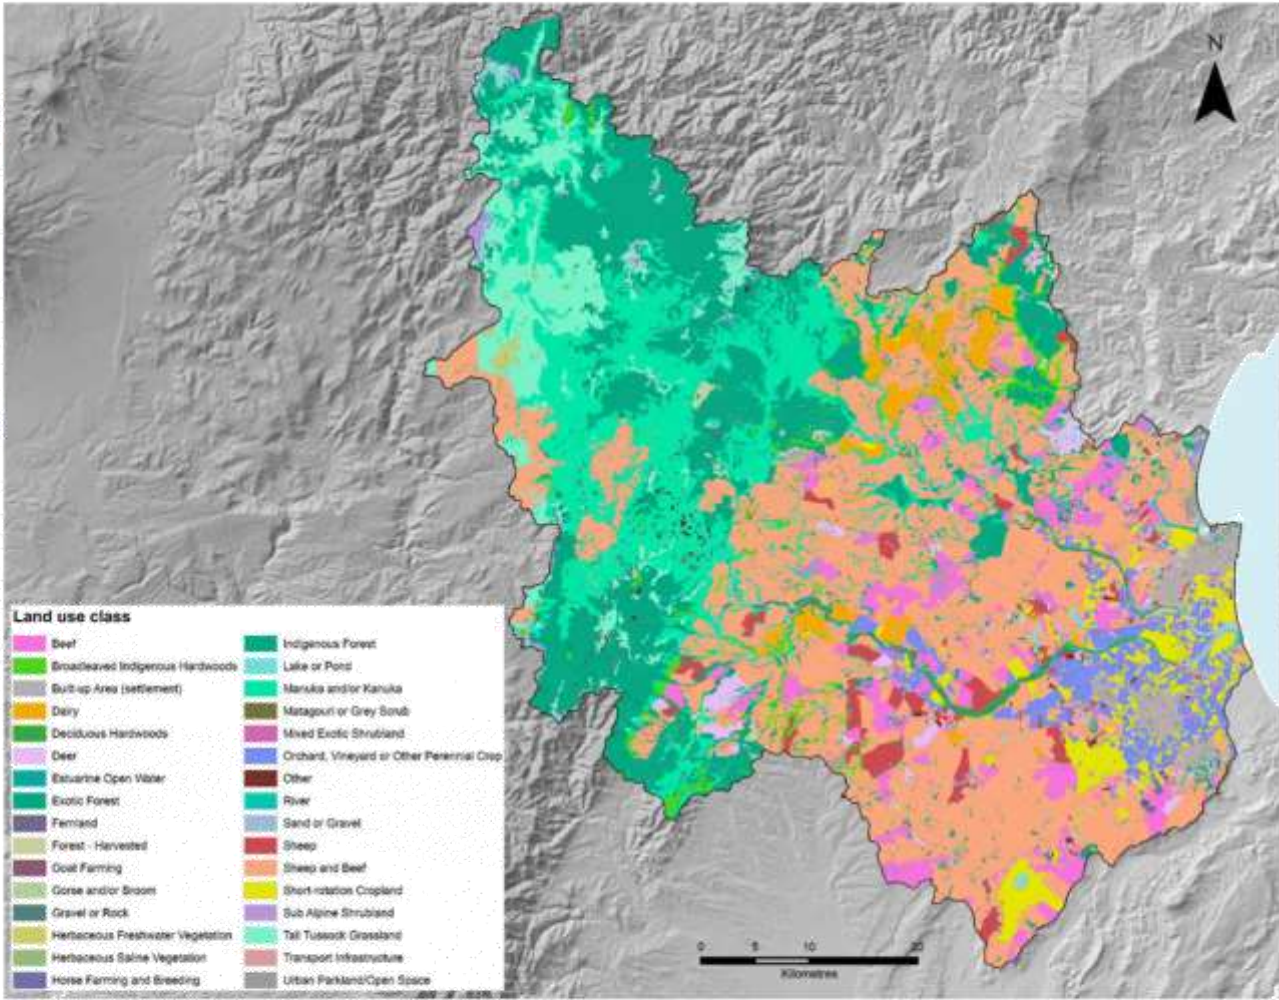 N
Land use class
Beef
Broadleaved Indigenous Hardwoods
Built-up Area (settlement)
Dairy
Deciduous Hardwoods
Deer
Estuarine Open Water
Exotic Forest
Fernland
Forest - Harvested
Goat Farming
Gorse and/or Broom
Gravel or Rock
Herbaceous Freshwater Vegetation
Herbaceous Saline Vegetation
Horse Farming and Breeding
Indigenous Forest
Lake or Pond
Manuka and/or Kanuka
Matagouri or Grey Scrub
Mixed Exotic Shrubland
Orchard, Vineyard or Other Perennial Crop
Other
River
Sand or Gravel
Sheep
Sheep and Beef
Short-rotation Cropland
Sub Alpine Shrubland
Tall Tussock Grassland
Transport Infrastructure
Urban Parkland/Open Space
0 5 10 20
Kilometres